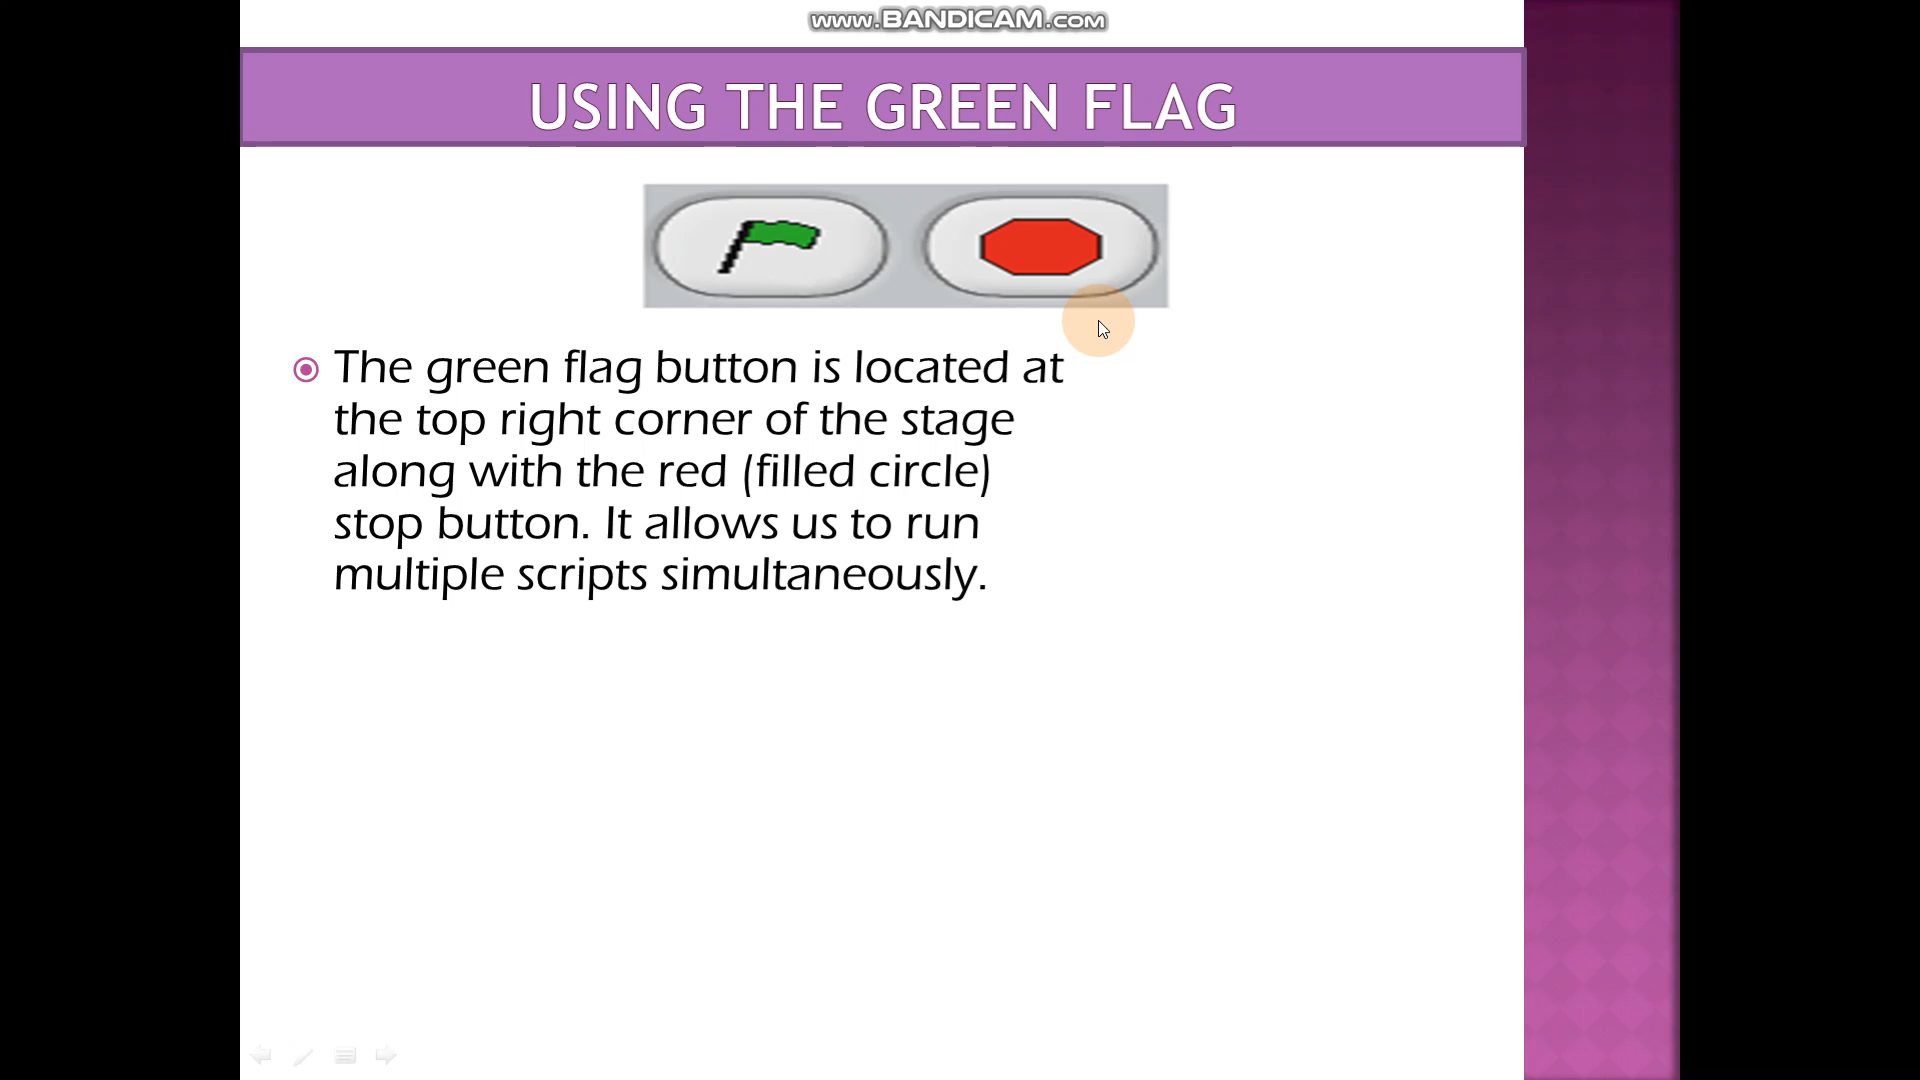 www.BANDICAM.com
USING THE GREEN FLAG
The green flag button is located at
the top right corner of the stage
along with the red (filled circle)
stop button. It allows us to run
multiple scripts simultaneously.